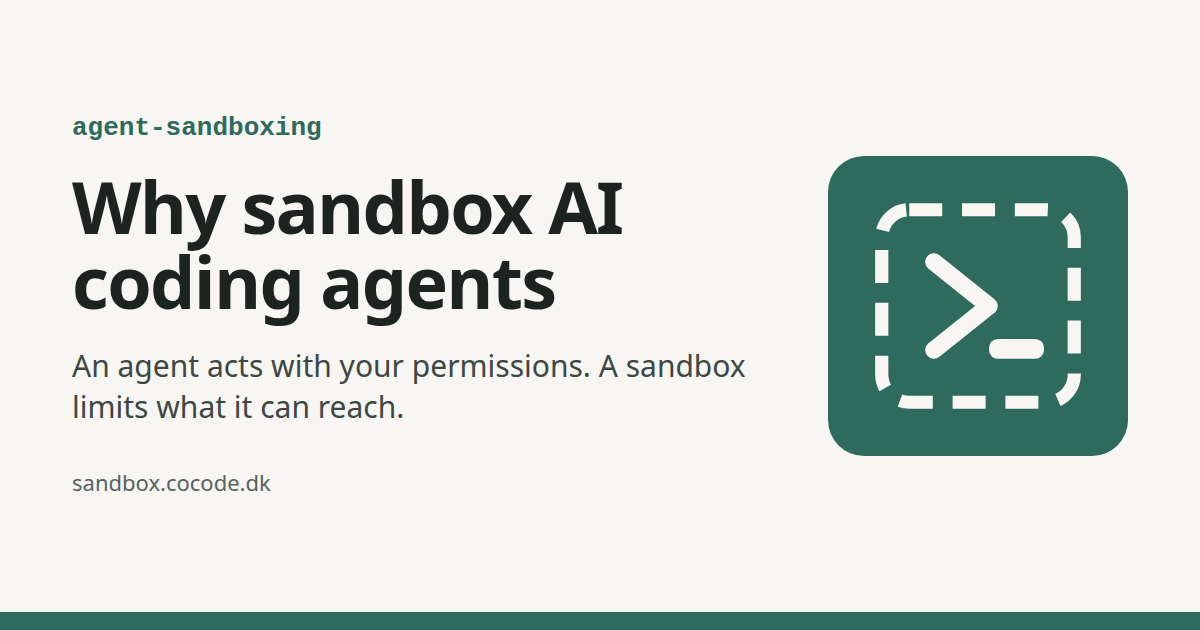 agent-sandboxing
Why sandbox AI
coding agents
An agent acts with your permissions. A sandbox
limits what it can reach.
sandbox.cocode.dk